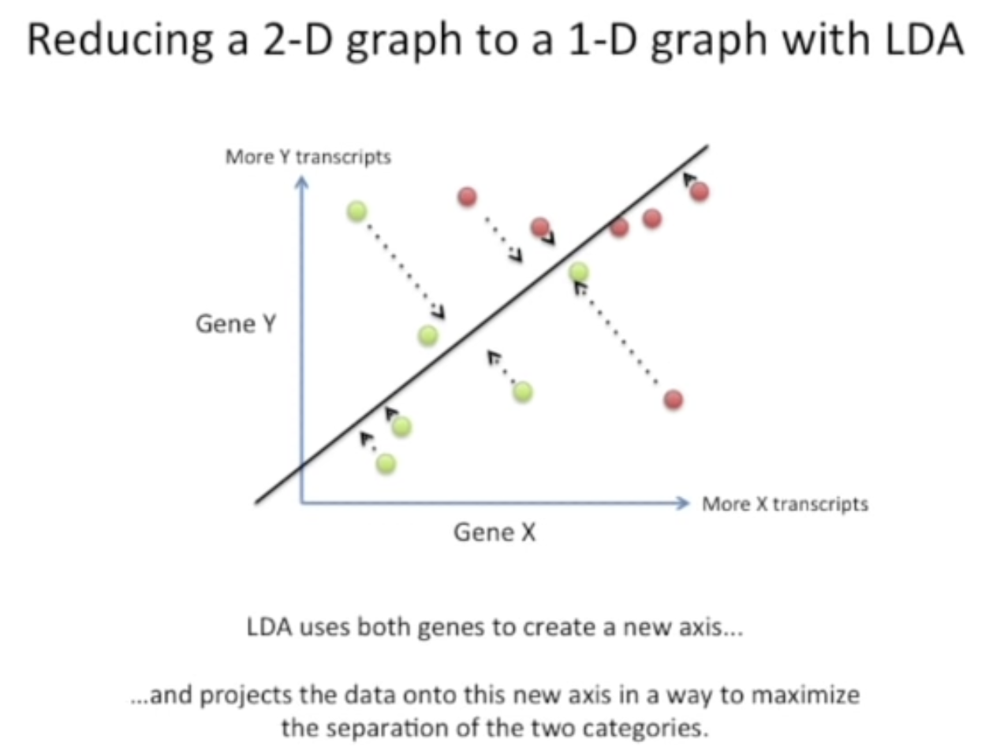 Reducing a 2-D graph to a 1-D graph with LDA
More Y transcripts
Gene Y
More X transcripts
Gene X
LDA uses both genes to create a new axis...
...and projects the data onto this new axis in a way to maximize
the separation of the two categories.